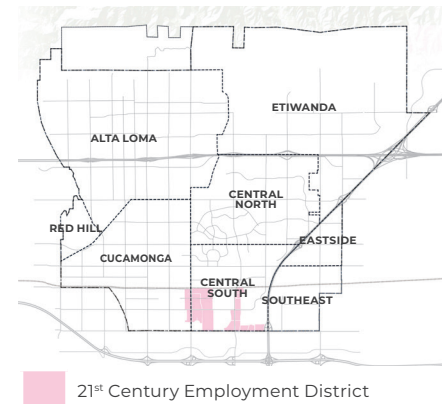 ETIWANDA
ALTA LOMA
CENTRAL
NORTH
RED HILL
EASTSIDE
CUCAMONGA
CENTRAL
SOUTH
SOUTHEAST
21st Century Employment District